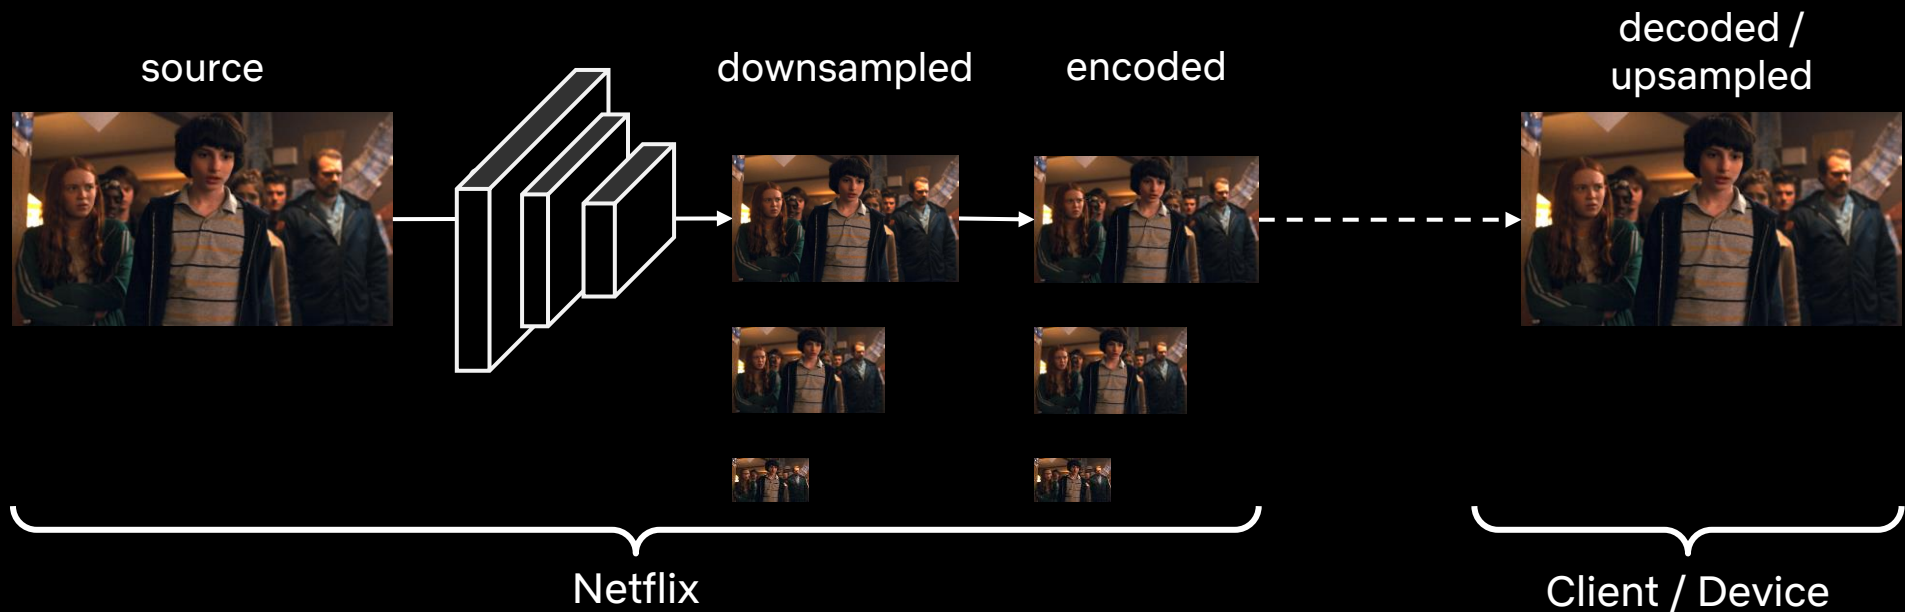 source
downsampled
encoded
decoded /
upsampled
Netflix
Client / Device